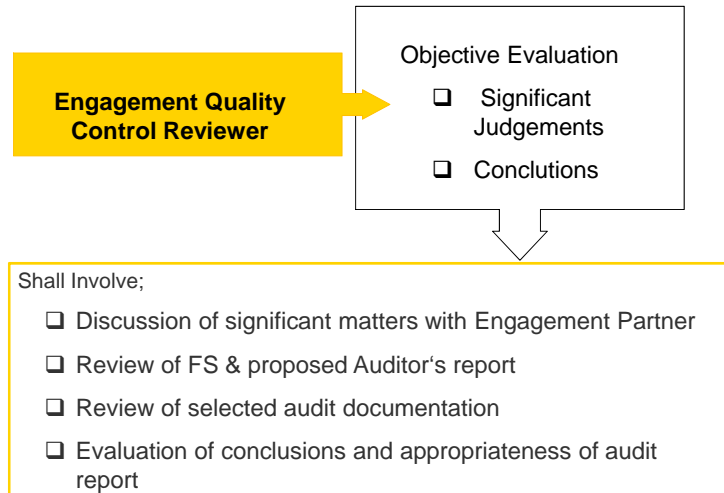 Engagement Quality
Control Reviewer
Objective Evaluation
❑ Significant
Judgements
❑ Conclutions
Shall Involve;
❑ Discussion of significant matters with Engagement Partner
❑ Review of FS & proposed Auditor‘s report
❑ Review of selected audit documentation
❑ Evaluation of conclusions and appropriateness of audit
report